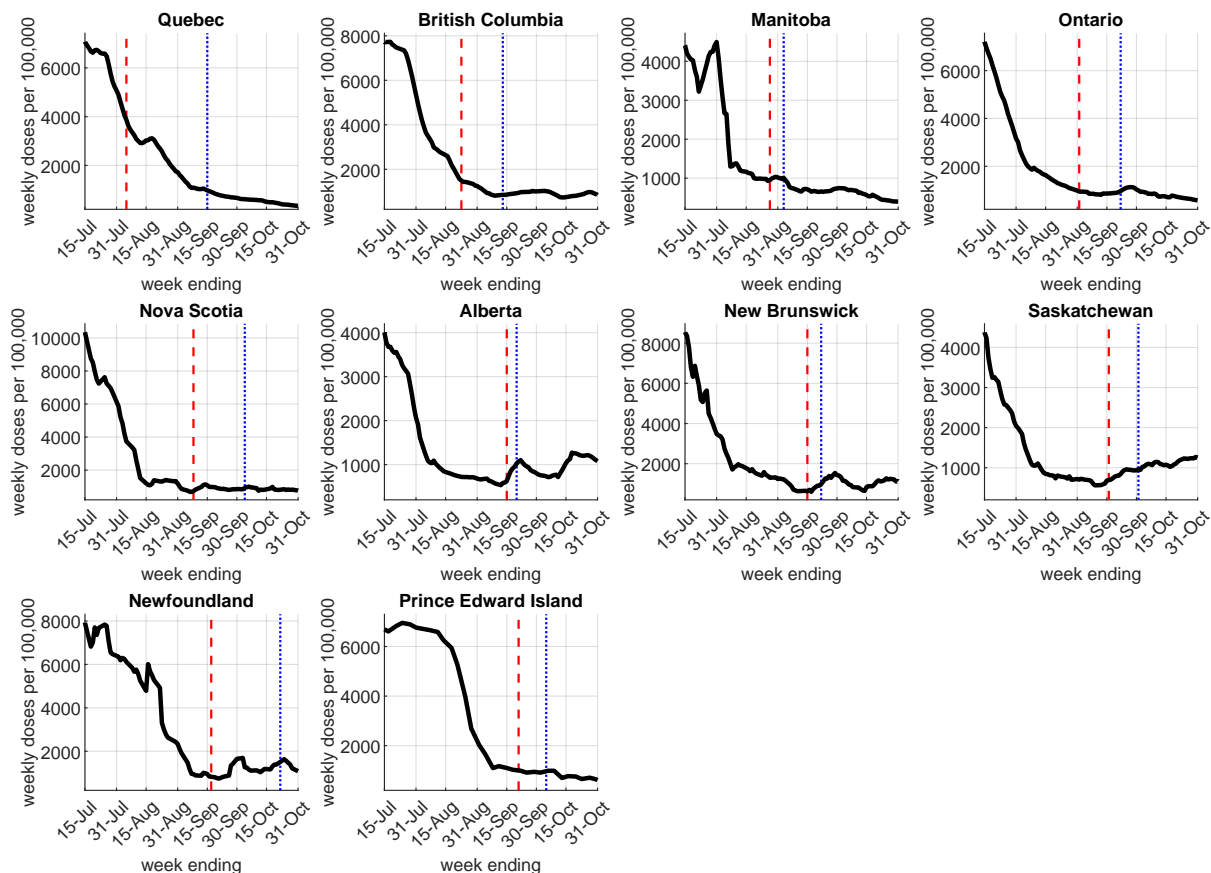 Quebec
weekly doses per 100,000
6000
4000
2000
15-Jul
31-Jul
15-Aug
31-Aug
15-Sep
30-Sep
15-Oct
31-Oct
week ending
British Columbia
weekly doses per 100,000
8000
6000
4000
2000
15-Jul
31-Jul
15-Aug
31-Aug
15-Sep
30-Sep
15-Oct
31-Oct
week ending
Manitoba
weekly doses per 100,000
4000
3000
2000
1000
15-Jul
31-Jul
15-Aug
31-Aug
15-Sep
30-Sep
15-Oct
31-Oct
week ending
Ontario
weekly doses per 100,000
6000
4000
2000
15-Jul
31-Jul
15-Aug
31-Aug
15-Sep
30-Sep
15-Oct
31-Oct
week ending
Nova Scotia
weekly doses per 100,000
10000
8000
6000
4000
2000
15-Jul
31-Jul
15-Aug
31-Aug
15-Sep
30-Sep
15-Oct
31-Oct
week ending
Alberta
weekly doses per 100,000
4000
3000
2000
1000
15-Jul
31-Jul
15-Aug
31-Aug
15-Sep
30-Sep
15-Oct
31-Oct
week ending
New Brunswick
weekly doses per 100,000
8000
6000
4000
2000
15-Jul
31-Jul
15-Aug
31-Aug
15-Sep
30-Sep
15-Oct
31-Oct
week ending
Saskatchewan
weekly doses per 100,000
4000
3000
2000
1000
15-Jul
31-Jul
15-Aug
31-Aug
15-Sep
30-Sep
15-Oct
31-Oct
week ending
Newfoundland
weekly doses per 100,000
8000
6000
4000
2000
15-Jul
31-Jul
15-Aug
31-Aug
15-Sep
30-Sep
15-Oct
31-Oct
week ending
Prince Edward Island
weekly doses per 100,000
6000
4000
2000
15-Jul
31-Jul
15-Aug
31-Aug
15-Sep
30-Sep
15-Oct
31-Oct
week ending